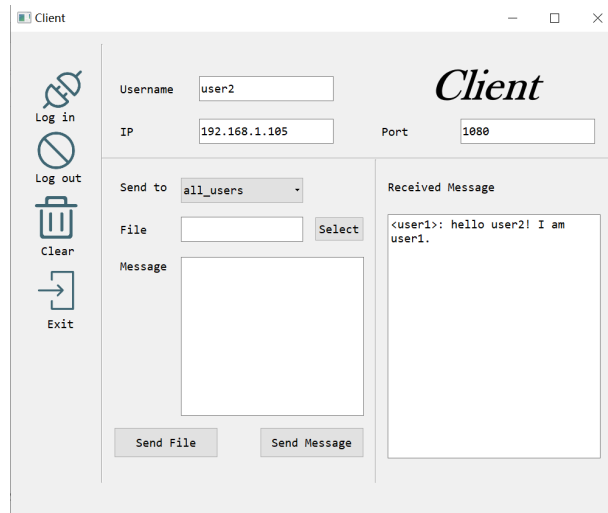 Client
Log in
Log out
Clear
Exit
Username
user2
Client
IP
192.168.1.105
Port
1080
Send to
all_users
File
Select
Message
Send File
Send Message
Received Message
<user1>: hello user2! I am
user1.